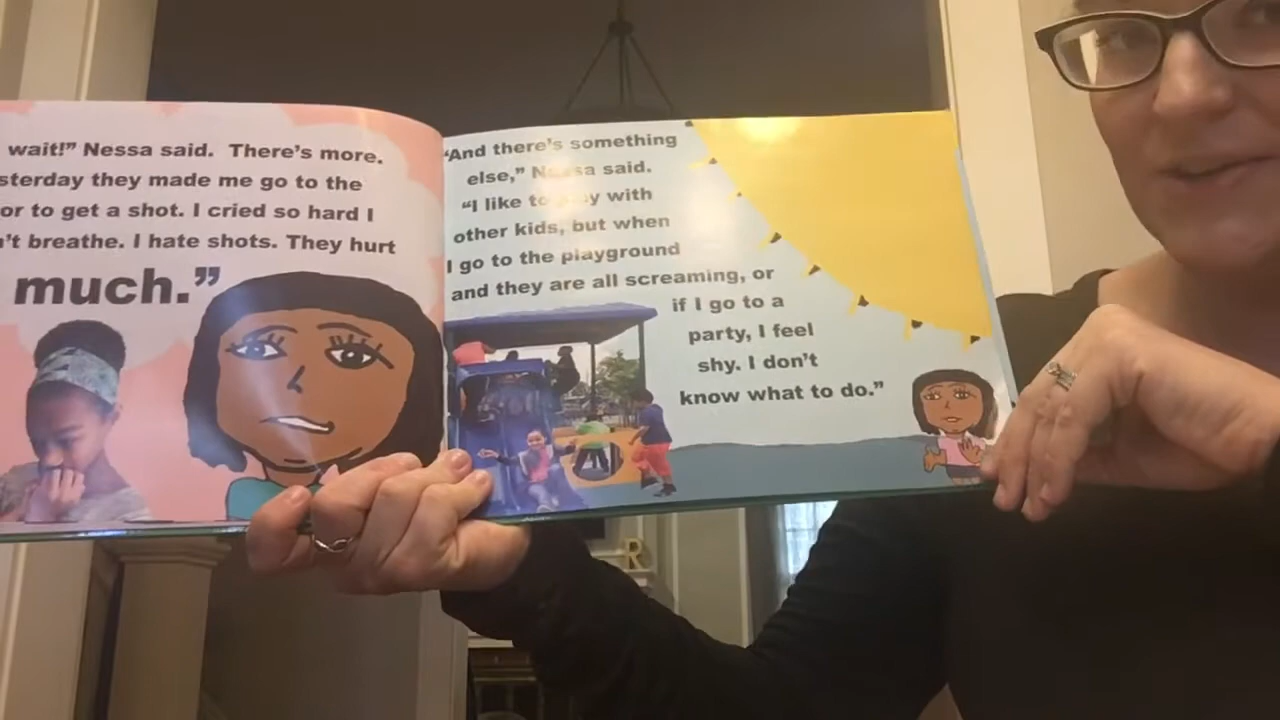 wait!” Nessa said. There’s more.
sterday they made me go to the
or to get a shot. I cried so hard I
’t breathe. I hate shots. They hurt
much.”
“And there’s something
else,” Nessa said.
“I like to play with
other kids, but when
I go to the playground
and they are all screaming, or
if I go to a
party, I feel
shy. I don’t
know what to do.”
R